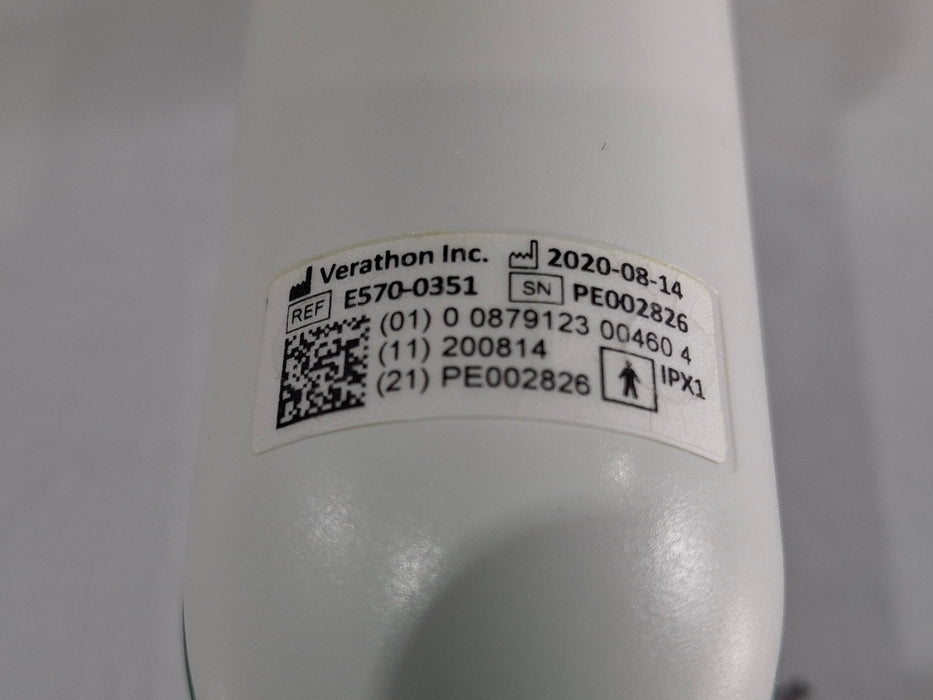 Verathon Inc. 2020-08-14
REF E570-0351 SN PE002826
(01) 0 0879123 00460 4
(11) 200814
(21) PE002826 IPX1